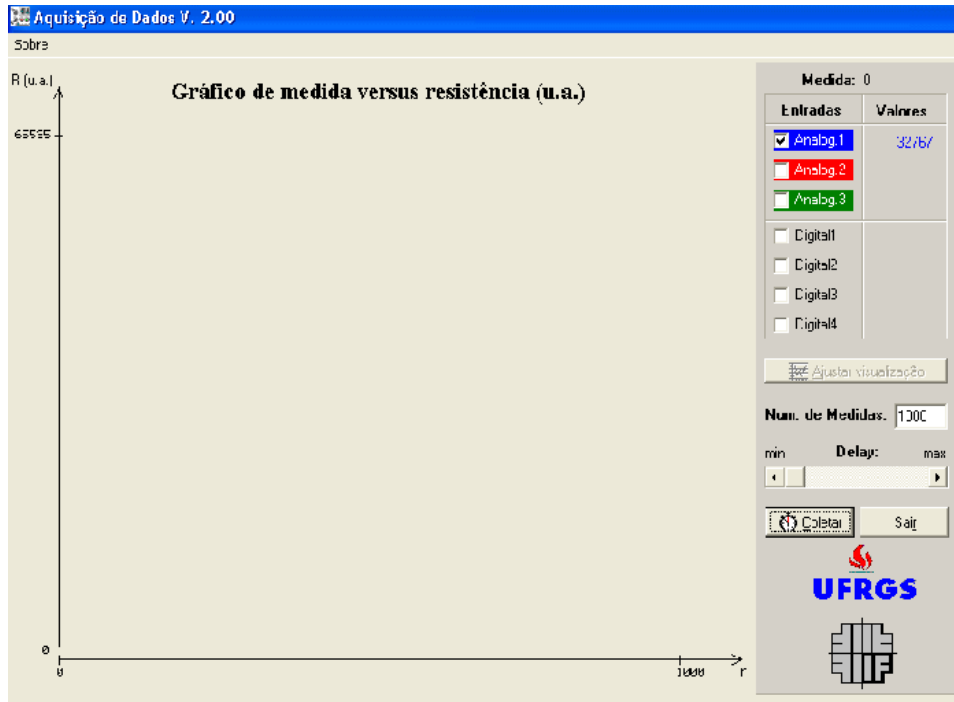 Aquisição de Dados V. 2.00
Sobre
R (u.a.)
Gráfico de medida versus resistência (u.a.)
65535
0
0
1000
r
Medida: 0
Entradas Valores
Analog.1 32767
Analog.2
Analog.3
Digital1
Digital2
Digital3
Digital4
Ajustar visualização
Num. de Medidas. 1000
min Delay: max
Coletar Sair
UFRGS
IF